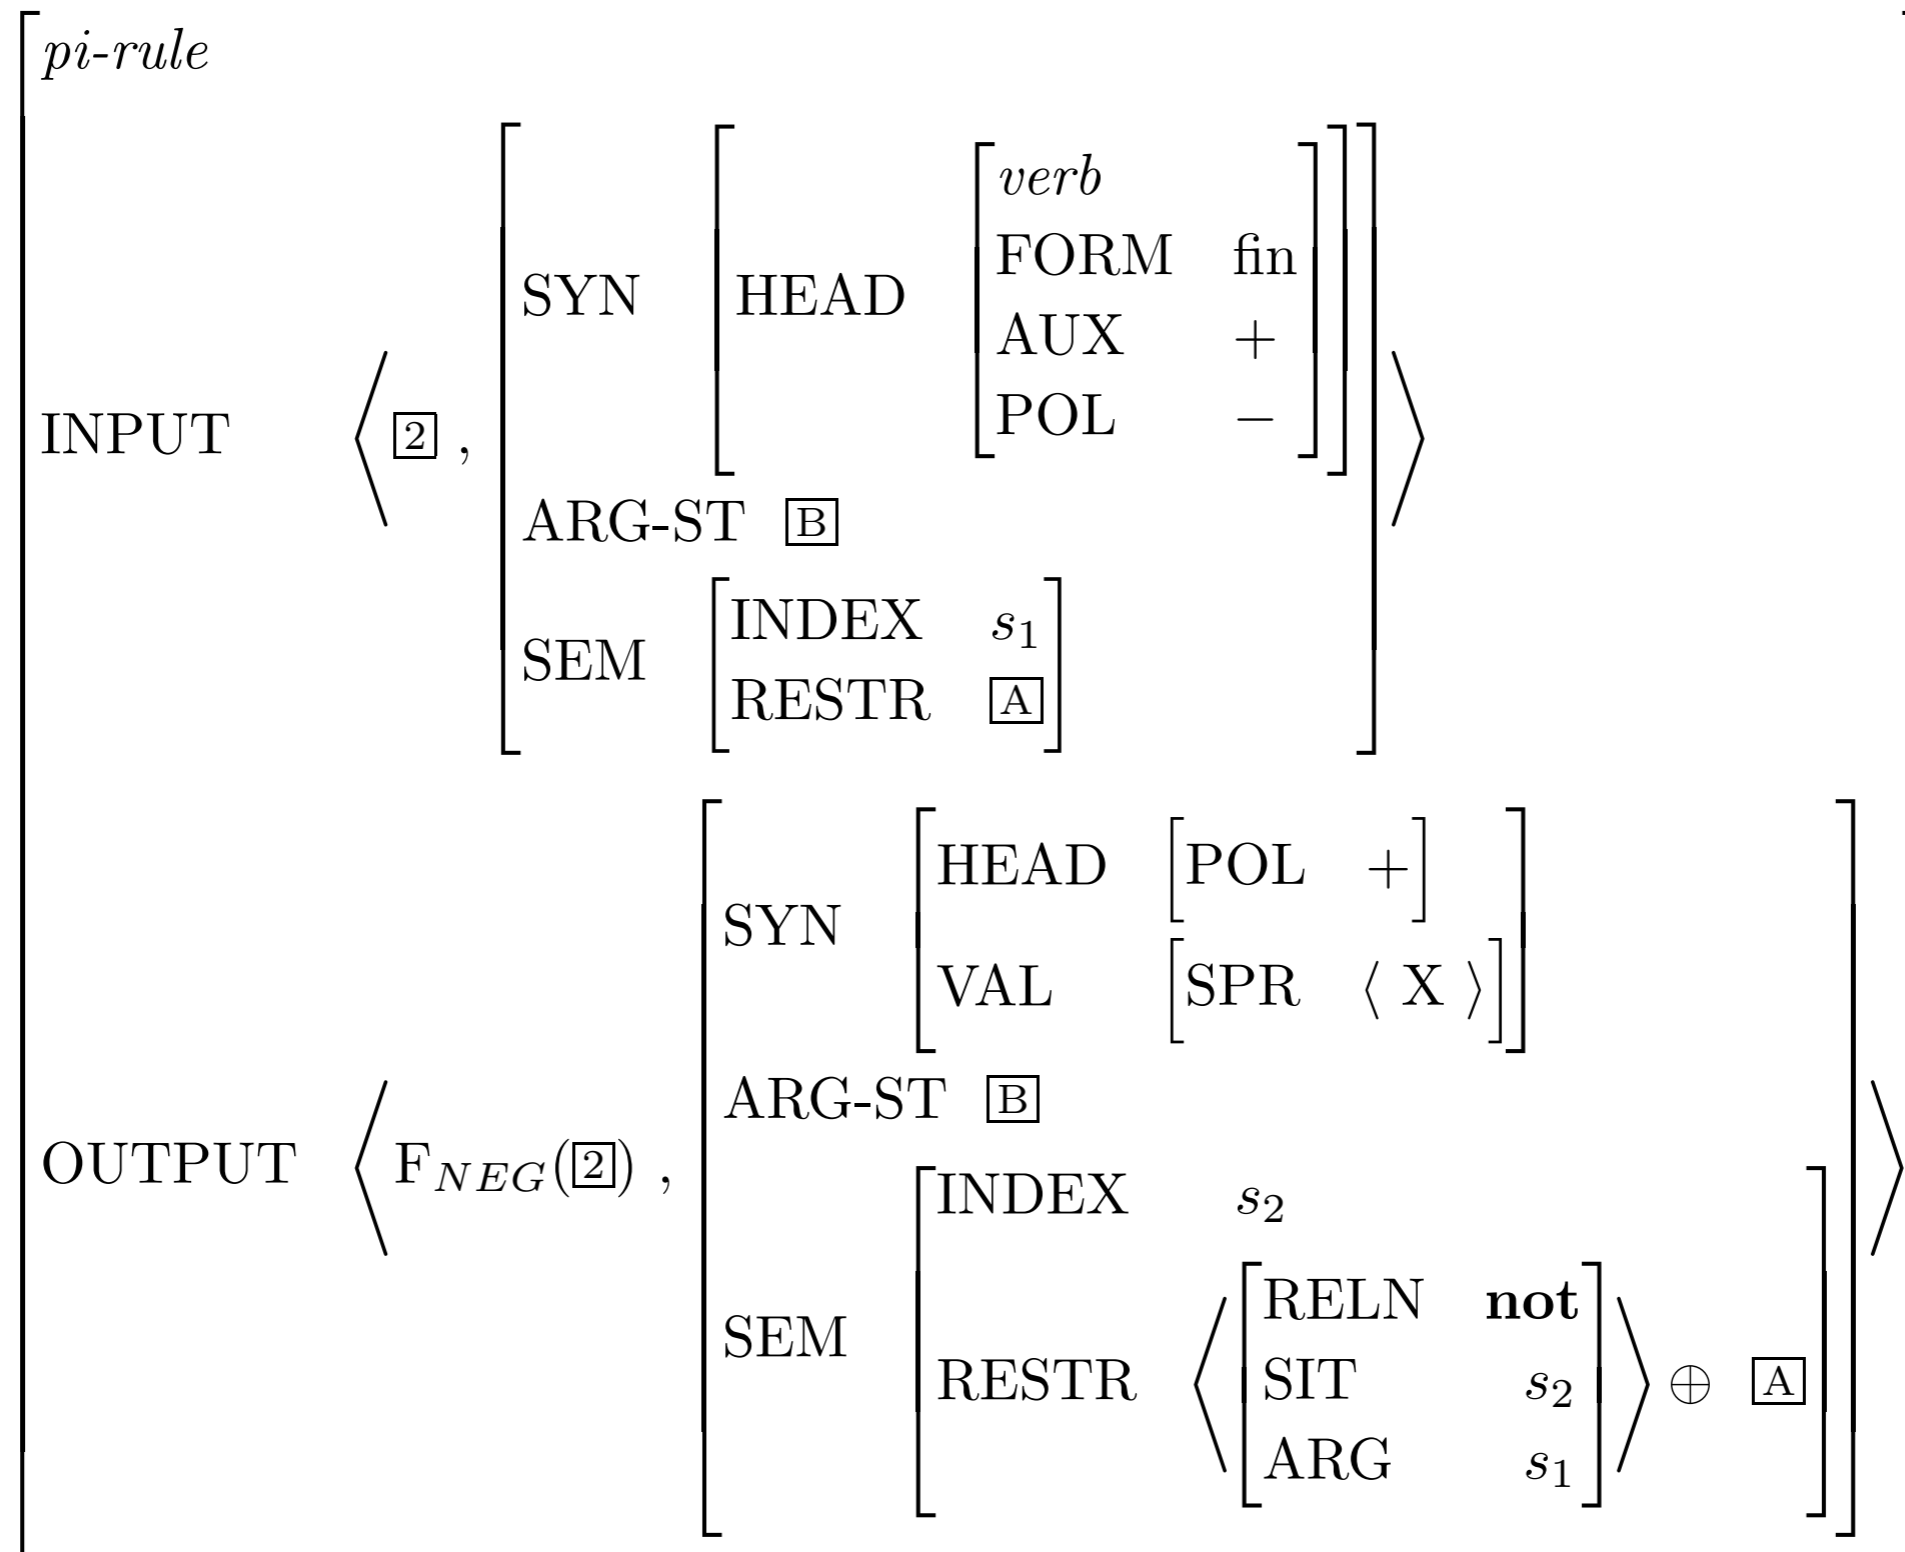 pi-rule
verb
FORM fin
SYN HEAD
AUX +
POL −
INPUT ⟨ 2 ,
⟩
ARG-ST B
INDEX s₁
SEM
RESTR A
HEAD [POL +]
SYN
VAL [SPR ⟨ X ⟩]
ARG-ST B
OUTPUT ⟨ F_NEG(2) ,
⟩
INDEX s₂
RELN not
SEM
RESTR ⟨ SIT s₂ ⟩ ⊕ A
ARG s₁